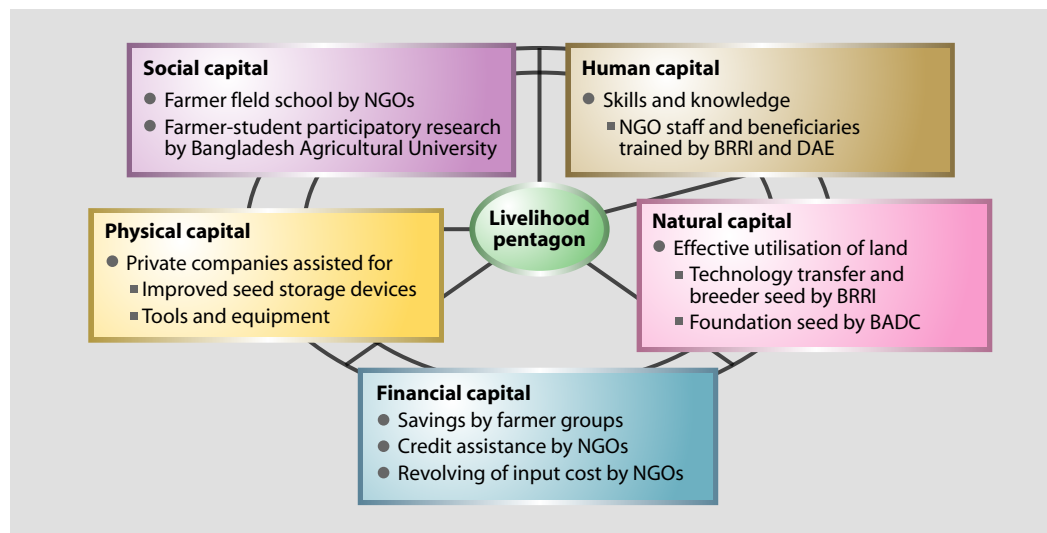 Social capital
Farmer field school by NGOs
Farmer-student participatory research
by Bangladesh Agricultural University
Human capital
Skills and knowledge
NGO staff and beneficiaries
trained by BRRI and DAE
Livelihood
pentagon
Physical capital
Private companies assisted for
Improved seed storage devices
Tools and equipment
Natural capital
Effective utilisation of land
Technology transfer and
breeder seed by BRRI
Foundation seed by BADC
Financial capital
Savings by farmer groups
Credit assistance by NGOs
Revolving of input cost by NGOs